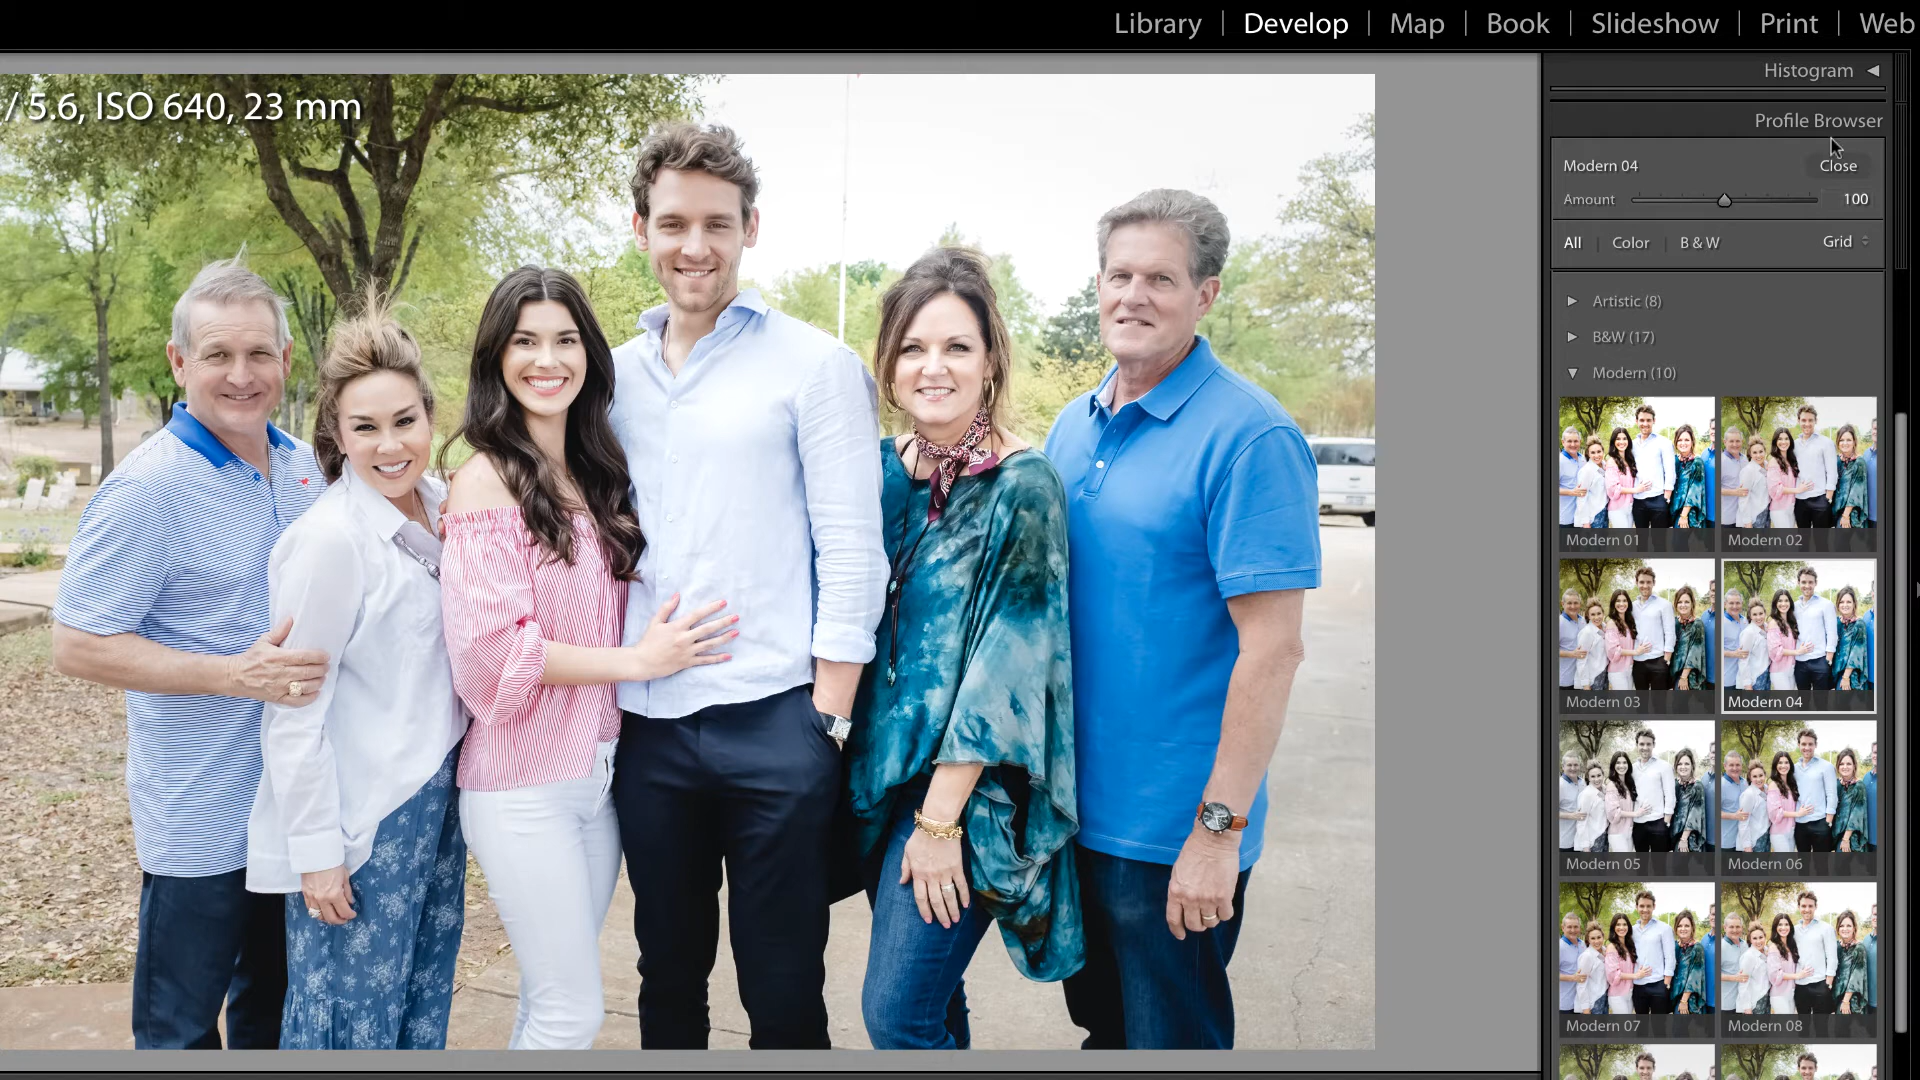 Library | Develop | Map | Book | Slideshow | Print | Web
/ 5.6, ISO 640, 23 mm
Histogram
Profile Browser
Modern 04 Close
Amount 100
All | Color | B & W Grid
Artistic (8)
B&W (17)
Modern (10)
Modern 01 Modern 02
Modern 03 Modern 04
Modern 05 Modern 06
Modern 07 Modern 08